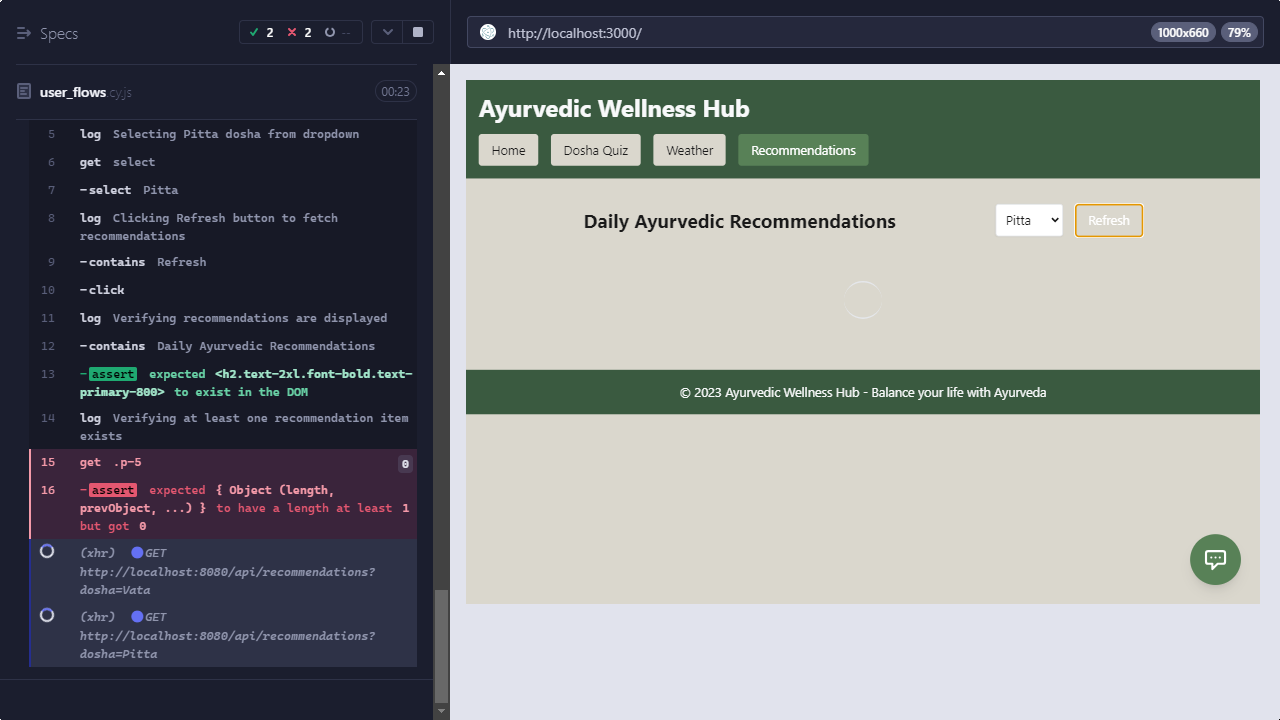 Specs
2
2
--
http://localhost:3000/
1000x660
79%
user_flows.cy.js
00:23
5 log Selecting Pitta dosha from dropdown
6 get select
7 -select Pitta
8 log Clicking Refresh button to fetch
recommendations
9 -contains Refresh
10 -click
11 log Verifying recommendations are displayed
12 -contains Daily Ayurvedic Recommendations
13 -assert expected <h2.text-2xl.font-bold.text-
primary-800> to exist in the DOM
14 log Verifying at least one recommendation item
exists
15 get .p-5 0
16 -assert expected { Object (length,
prevObject, ...) } to have a length at least 1
but got 0
(xhr) GET
http://localhost:8080/api/recommendations?
dosha=Vata
(xhr) GET
http://localhost:8080/api/recommendations?
dosha=Pitta
Ayurvedic Wellness Hub
Home
Dosha Quiz
Weather
Recommendations
Daily Ayurvedic Recommendations
Pitta
Refresh
© 2023 Ayurvedic Wellness Hub - Balance your life with Ayurveda